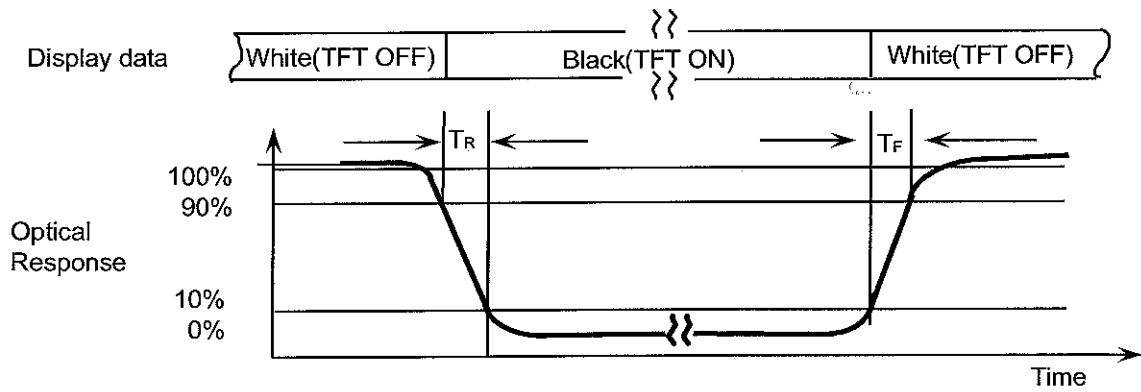 Display data
White(TFT OFF)
Black(TFT ON)
White(TFT OFF)
TR
TF
100%
90%
Optical
Response
10%
0%
Time